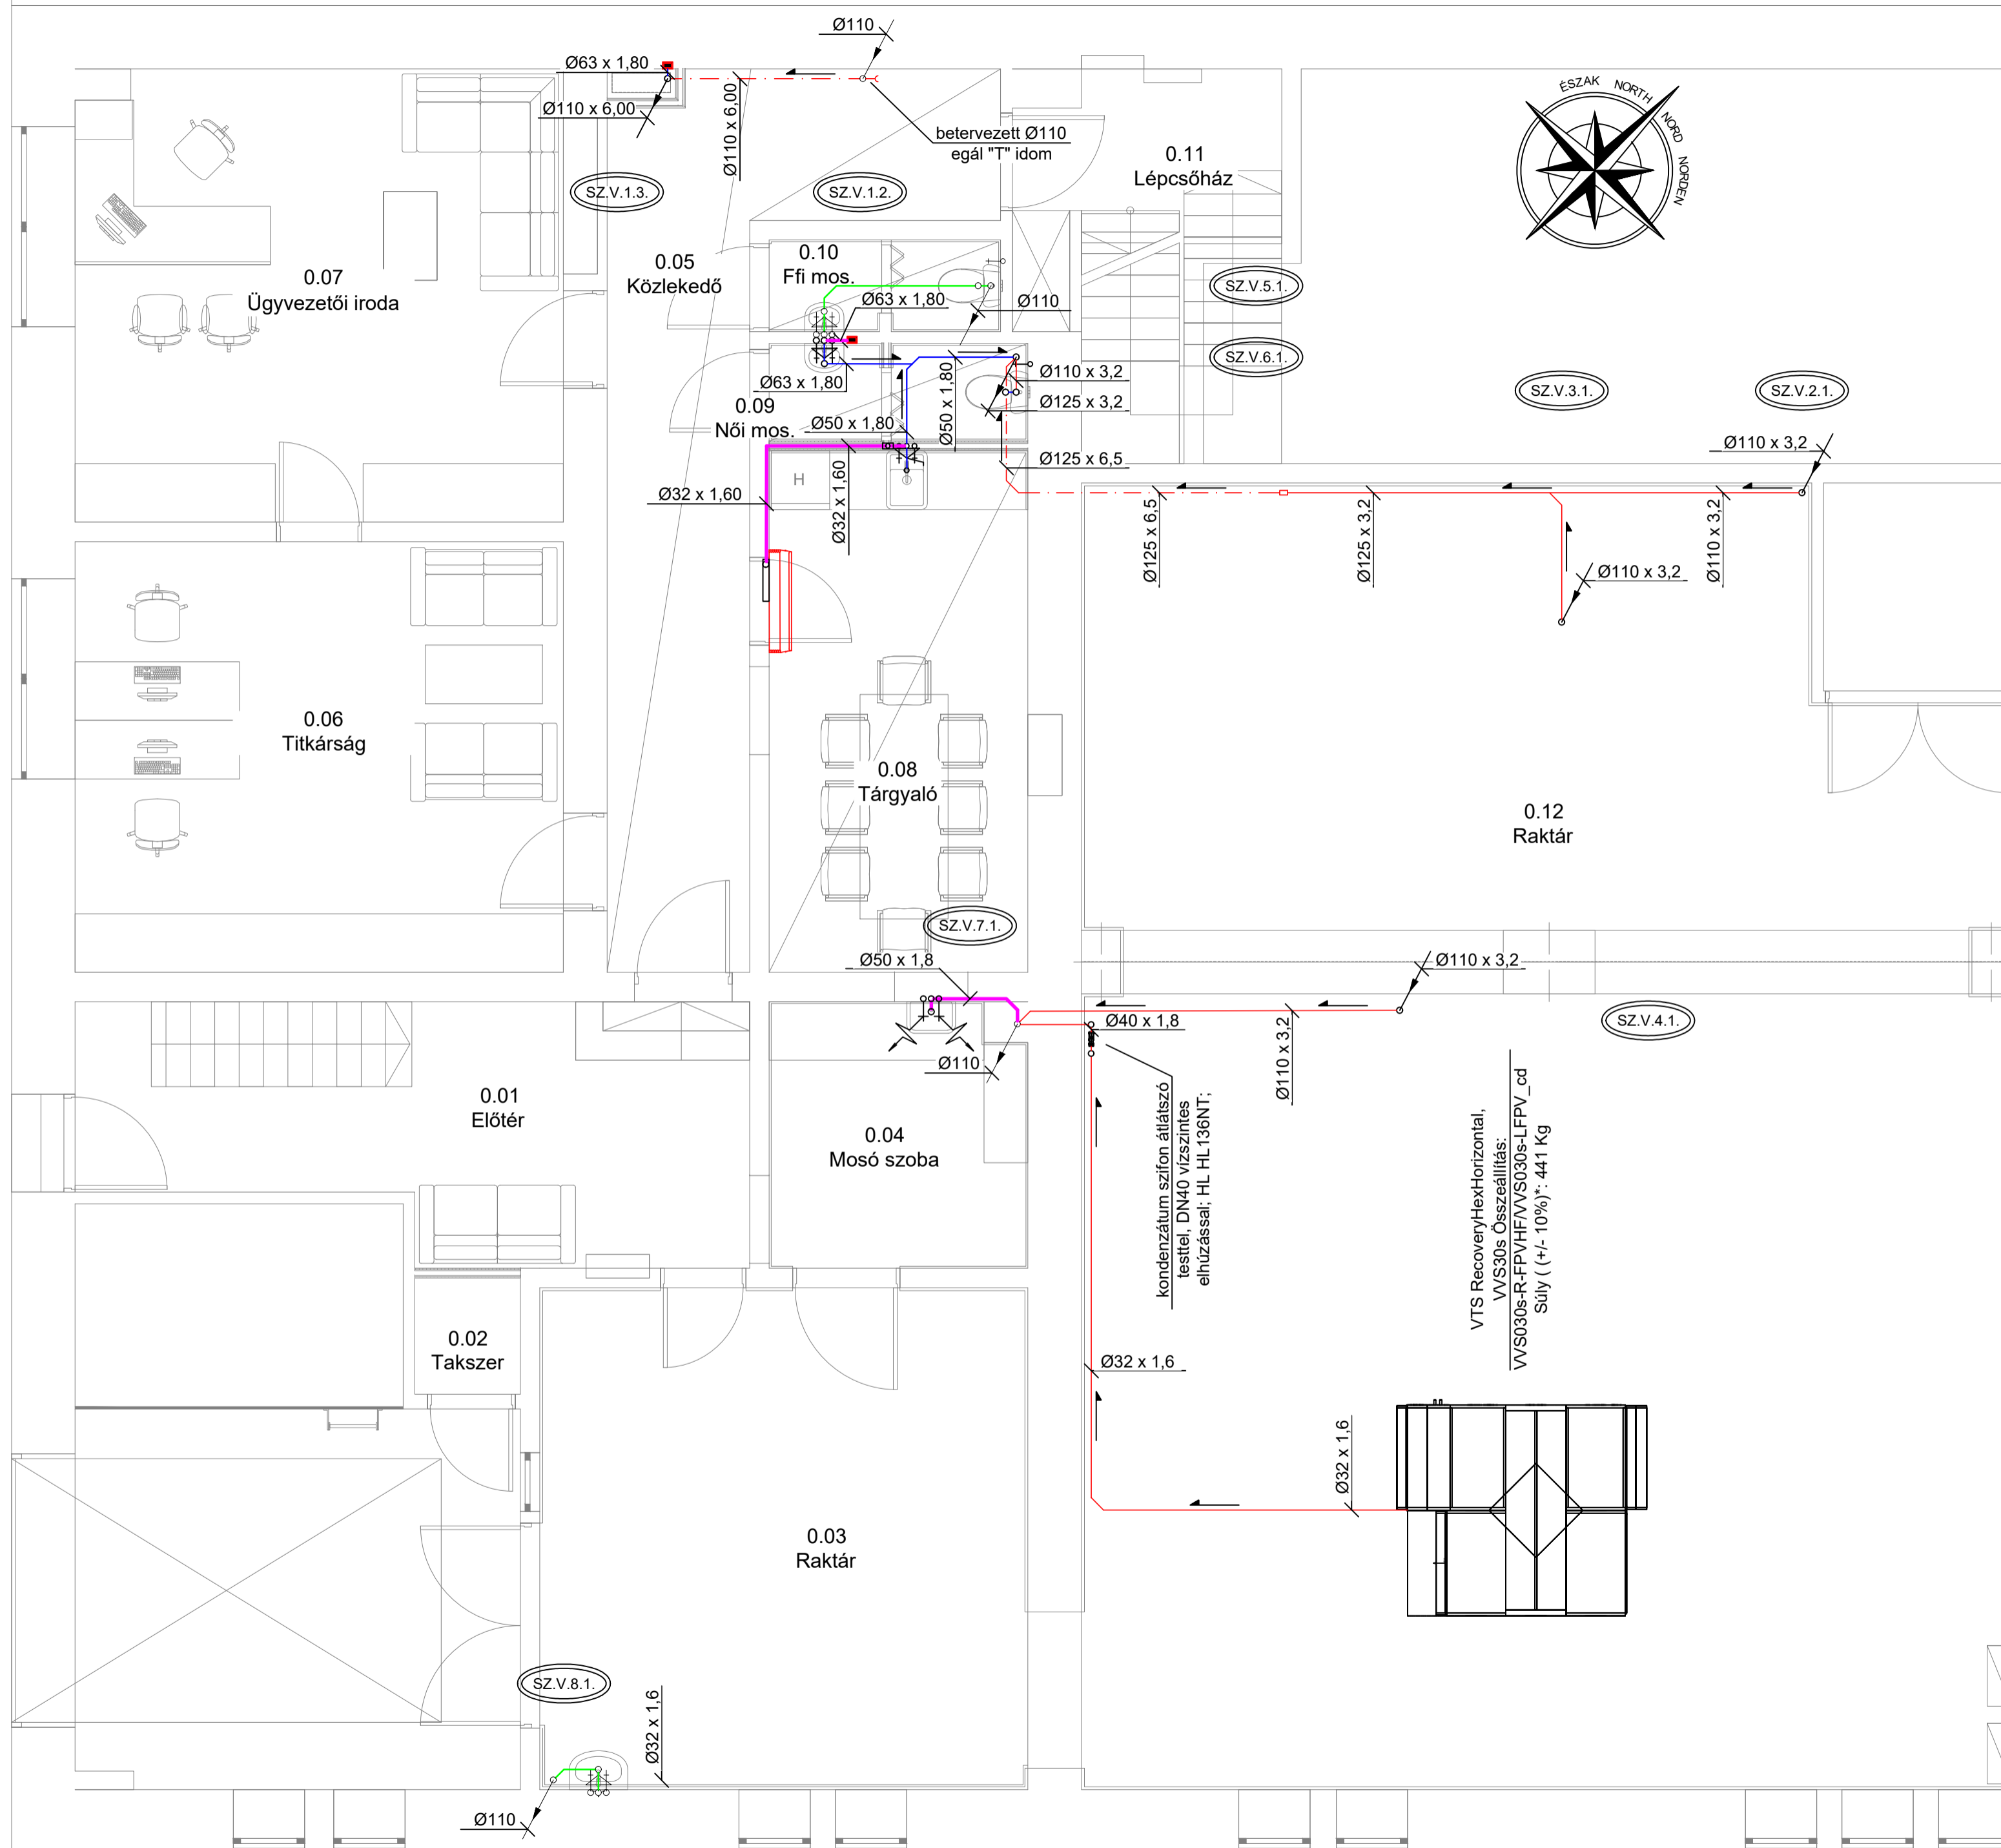 Ø110
Ø63 x 1,80
Ø110 x 6,00
Ø110 x 6,00
betervezett Ø110
egál "T" idom
ÉSZAK NORTH NORD NORDEN
0.11
Lépcsőház
SZ.V.1.3.
SZ.V.1.2.
0.10
Ffi mos.
0.05
Közlekedő
0.07
Ügyvezetői iroda
Ø63 x 1,80
Ø110
SZ.V.5.1.
SZ.V.6.1.
SZ.V.3.1.
SZ.V.2.1.
Ø63 x 1,80
Ø50 x 1,80
Ø110 x 3,2
Ø125 x 3,2
0.09
Női mos.
Ø50 x 1,80
Ø110 x 3,2
Ø125 x 6,5
H
Ø32 x 1,60
Ø32 x 1,60
Ø125 x 6,5
Ø125 x 3,2
Ø110 x 3,2
Ø110 x 3,2
0.06
Titkárság
0.08
Tárgyaló
0.12
Raktár
SZ.V.7.1.
Ø50 x 1,8
Ø110 x 3,2
SZ.V.4.1.
Ø40 x 1,8
Ø110
Ø110 x 3,2
0.01
Előtér
0.04
Mosó szoba
kondenzátum szifon átlátszó
testtel, DN40 vízszintes
elhúzással; HL HL136NT;
VTS RecoveryHexHorizontal,
VVS30s Összeállítás:
VVS030s-R-FPVHF/VVS030s-LFPV_cd
Súly ( (+/- 10%)*: 441 Kg
0.02
Takszer
Ø32 x 1,6
Ø32 x 1,6
0.03
Raktár
SZ.V.8.1.
Ø32 x 1,6
Ø110